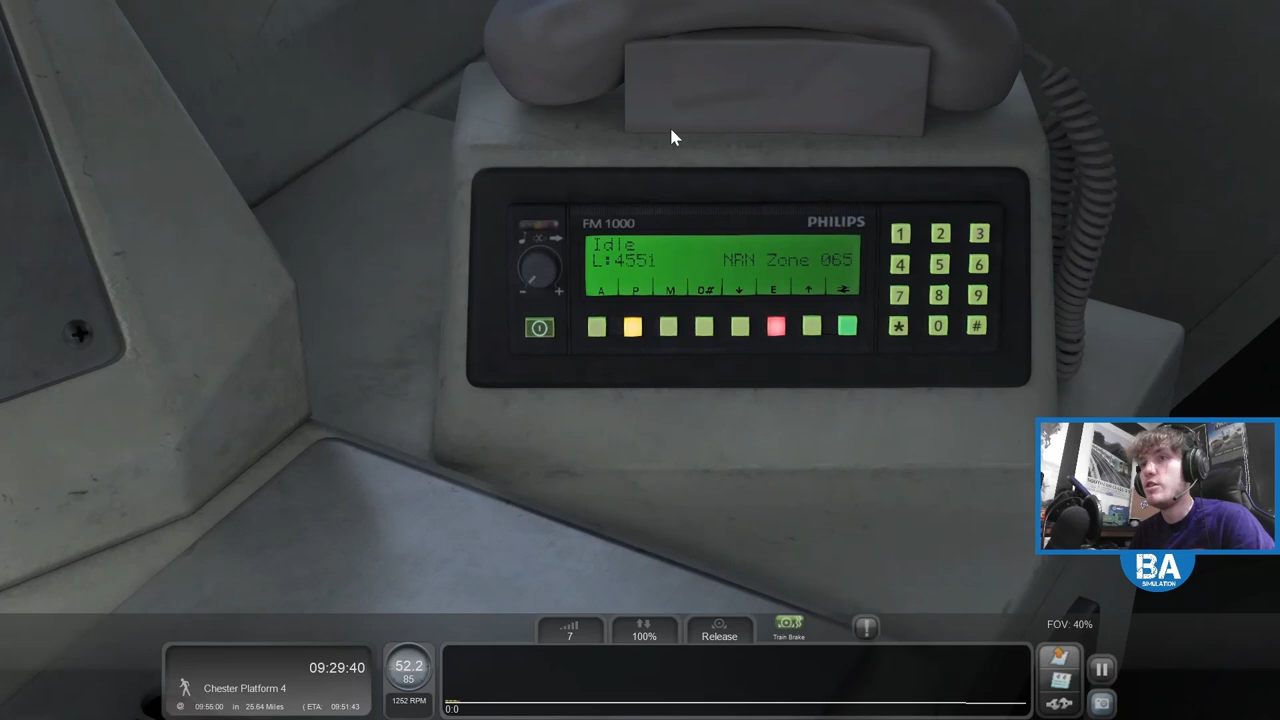 FM 1000 PHILIPS
Idle
L:4551 NRN Zone 065
A P M 0# ↓ E ↑
- +
1 2 3
4 5 6
7 8 9
* 0 #
BA
SIMULATION
FOV: 40%
7 100% Release Train Brake
09:29:40
Chester Platform 4
@ 09:55:00 in 25.64 Miles ( ETA: 09:51:43
52.2
85
1252 RPM
0:0